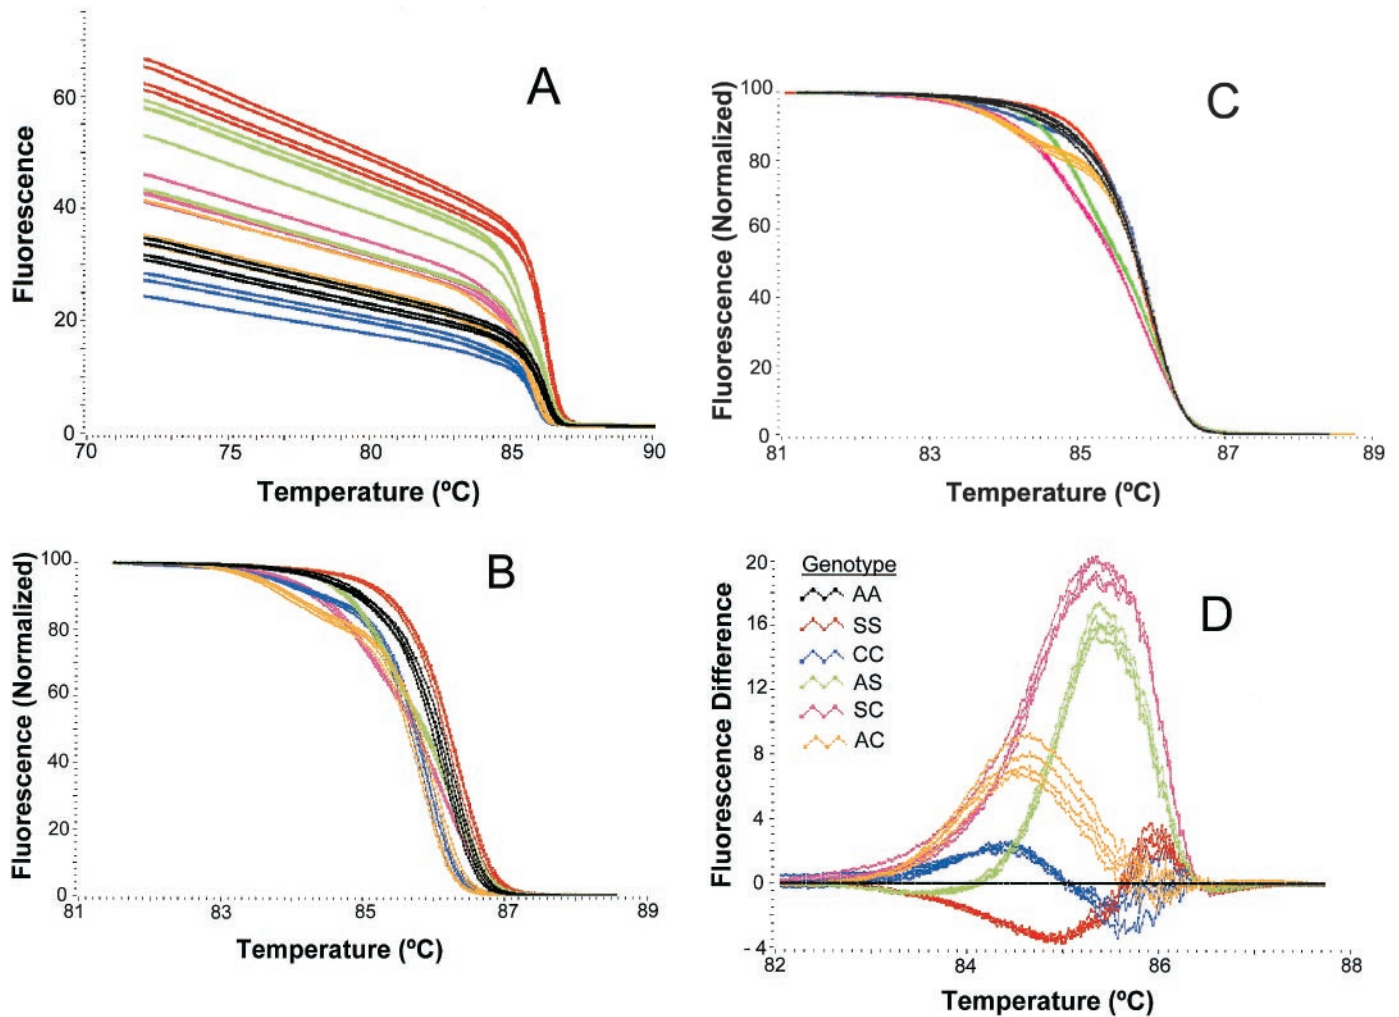 A
Fluorescence
60
40
20
0
70 75 80 85 90
Temperature (ºC)
C
Fluorescence (Normalized)
100
80
60
40
20
0
81 83 85 87 89
Temperature (ºC)
B
Fluorescence (Normalized)
100
80
60
40
20
0
81 83 85 87 89
Temperature (ºC)
D
Fluorescence Difference
20
16
12
8
4
0
- 4
82 84 86 88
Temperature (ºC)
Genotype
AA
SS
CC
AS
SC
AC